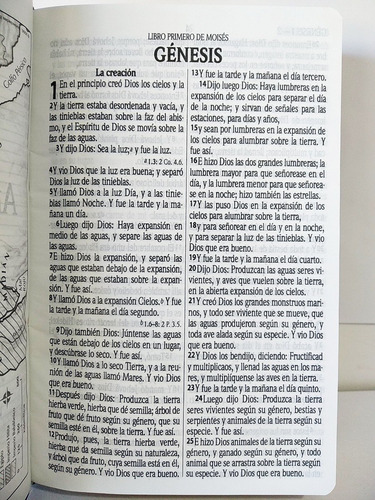 LIBRO PRIMERO DE MOISÉS
GÉNESIS
La creación
1 En el principio creó Dios los cielos y la
tierra.
2 Y la tierra estaba desordenada y vacía, y
las tinieblas estaban sobre la faz del abis-
mo, y el Espíritu de Dios se movía sobre la
faz de las aguas.
3 Y dijo Dios: Sea la luz; y fue la luz.
1.3: 2 Co. 4.6.
4 Y vio Dios que la luz era buena; y separó
Dios la luz de las tinieblas.
5 Y llamó Dios a la luz Día, y a las tinie-
blas llamó Noche. Y fue la tarde y la maña-
na un día.
6 Luego dijo Dios: Haya expansión en
medio de las aguas, y separe las aguas de
las aguas.
7 E hizo Dios la expansión, y separó las
aguas que estaban debajo de la expansión,
de las aguas que estaban sobre la expan-
sión. Y fue así.
8 Y llamó Dios a la expansión Cielos. Y fue
la tarde y la mañana el día segundo.
1.6-8: 2 P. 3.5.
9 Dijo también Dios: Júntense las aguas
que están debajo de los cielos en un lugar,
y descúbrase lo seco. Y fue así.
10 Y llamó Dios a lo seco Tierra, y a la reu-
nión de las aguas llamó Mares. Y vio Dios
que era bueno.
11 Después dijo Dios: Produzca la tierra
hierba verde, hierba que dé semilla; árbol de
fruto que dé fruto según su género, que su
semilla esté en él, sobre la tierra. Y fue así.
12 Produjo, pues, la tierra hierba verde,
hierba que da semilla según su naturaleza,
y árbol que da fruto, cuya semilla está en él,
según su género. Y vio Dios que era bueno.
13 Y fue la tarde y la mañana el día tercero.
14 Dijo luego Dios: Haya lumbreras en la
expansión de los cielos para separar el día
de la noche; y sirvan de señales para las
estaciones, para días y años,
15 y sean por lumbreras en la expansión de
los cielos para alumbrar sobre la tierra. Y
fue así.
16 E hizo Dios las dos grandes lumbreras; la
lumbrera mayor para que señorease en el
día, y la lumbrera menor para que señorea-
se en la noche; hizo también las estrellas.
17 Y las puso Dios en la expansión de los
cielos para alumbrar sobre la tierra,
18 y para señorear en el día y en la noche,
y para separar la luz de las tinieblas. Y vio
Dios que era bueno.
19 Y fue la tarde y la mañana el día cuarto.
20 Dijo Dios: Produzcan las aguas seres vi-
vientes, y aves que vuelen sobre la tierra,
en la abierta expansión de los cielos.
21 Y creó Dios los grandes monstruos mari-
nos, y todo ser viviente que se mueve, que
las aguas produjeron según su género, y
toda ave alada según su especie. Y vio Dios
que era bueno.
22 Y Dios los bendijo, diciendo: Fructificad
y multiplicaos, y llenad las aguas en los ma-
res, y multiplíquense las aves en la tierra.
23 Y fue la tarde y la mañana el día quinto.
24 Luego dijo Dios: Produzca la tierra
seres vivientes según su género, bestias y
serpientes y animales de la tierra según su
especie. Y fue así.
25 E hizo Dios animales de la tierra según su
género, y ganado según su género, y todo
animal que se arrastra sobre la tierra según
su especie. Y vio Dios que era bueno.